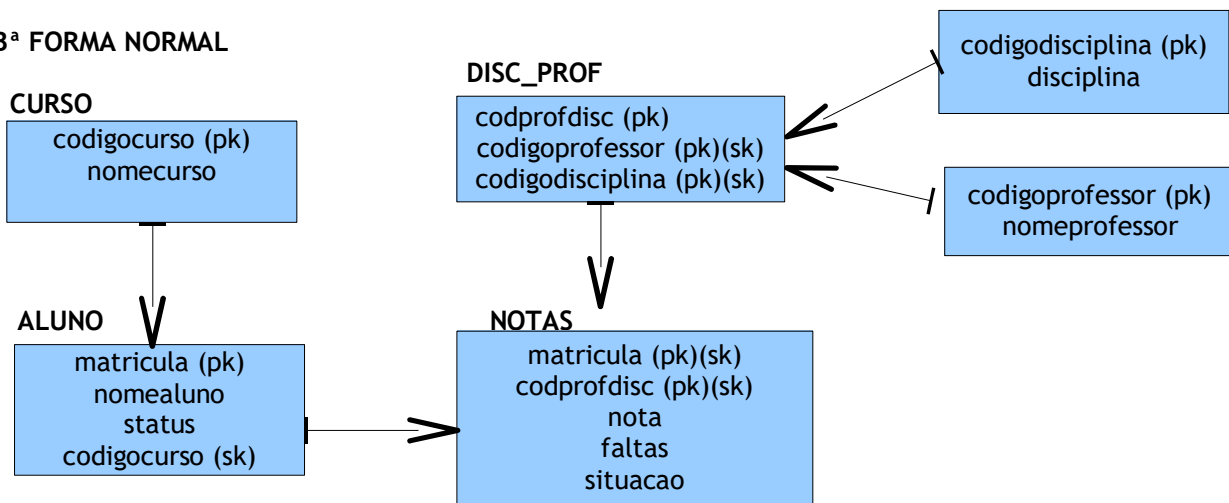 3ª FORMA NORMAL
CURSO
codigocurso (pk)
nomecurso
DISC_PROF
codprofdisc (pk)
codigoprofessor (pk)(sk)
codigodisciplina (pk)(sk)
codigodisciplina (pk)
disciplina
codigoprofessor (pk)
nomeprofessor
ALUNO
matricula (pk)
nomealuno
status
codigocurso (sk)
NOTAS
matricula (pk)(sk)
codprofdisc (pk)(sk)
nota
faltas
situacao